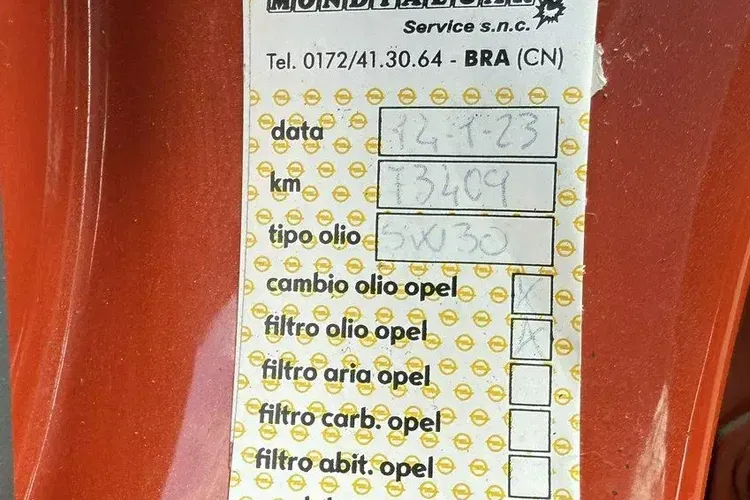 MONDIALCAR
Service s.n.c.
Tel. 0172/41.30.64 - BRA (CN)
data 12-1-23
km 73409
tipo olio 5W30
cambio olio opel X
filtro olio opel X
filtro aria opel
filtro carb. opel
filtro abit. opel